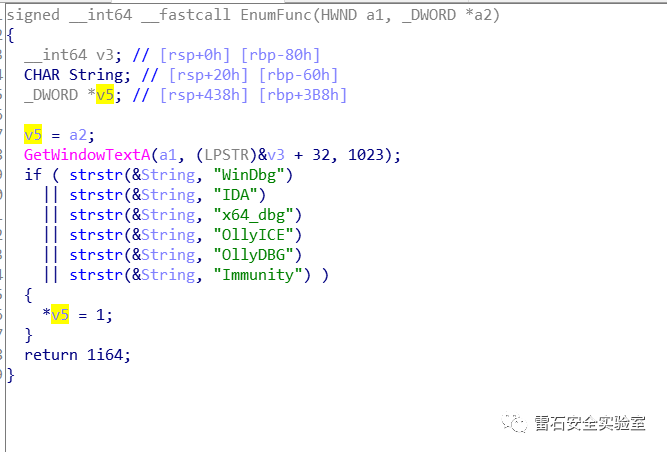 signed __int64 __fastcall EnumFunc(HWND a1, _DWORD *a2)
{
  __int64 v3; // [rsp+0h] [rbp-80h]
  CHAR String; // [rsp+20h] [rbp-60h]
  _DWORD *v5; // [rsp+438h] [rbp+3B8h]

  v5 = a2;
  GetWindowTextA(a1, (LPSTR)&v3 + 32, 1023);
  if ( strstr(&String, "WinDbg")
    || strstr(&String, "IDA")
    || strstr(&String, "x64_dbg")
    || strstr(&String, "OllyICE")
    || strstr(&String, "OllyDBG")
    || strstr(&String, "Immunity") )
  {
    *v5 = 1;
  }
  return 1i64;
}
雷石安全实验室